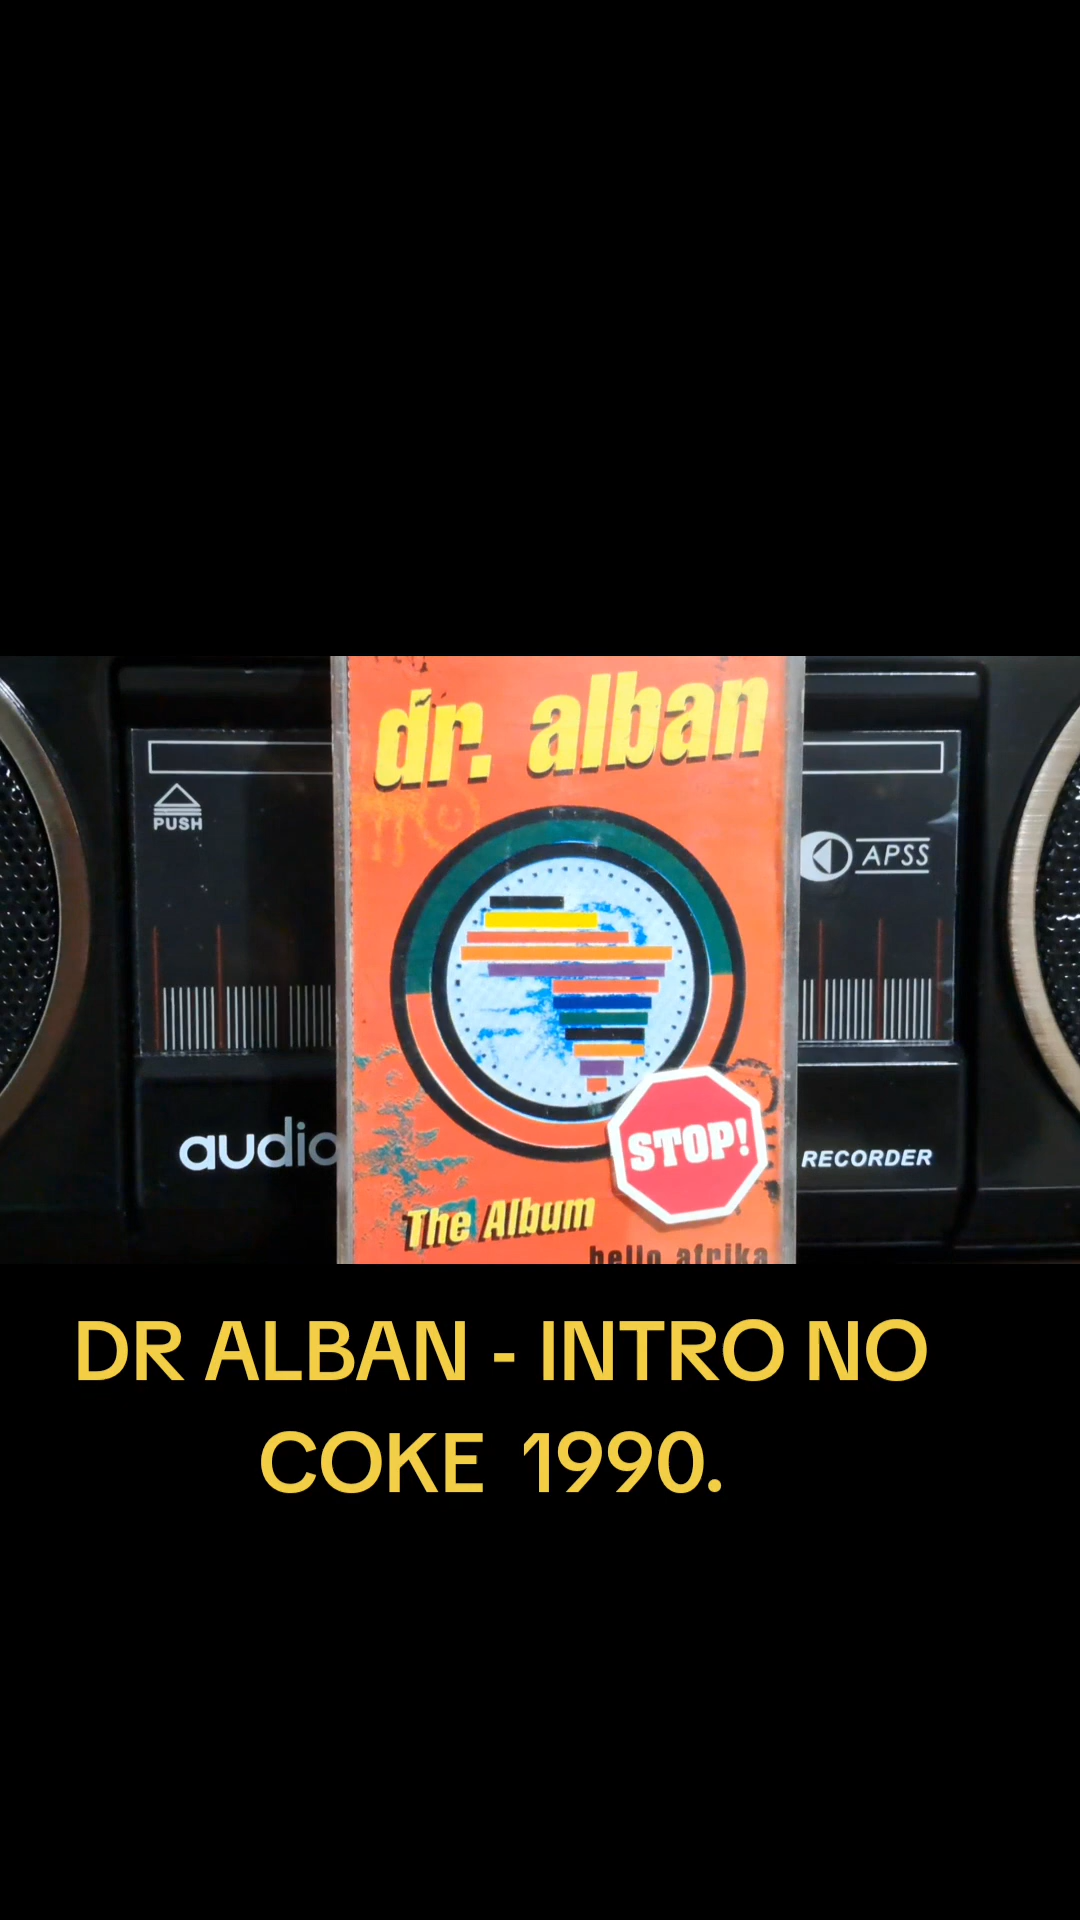 dr. alban
PUSH
APSS
audio
STOP!
RECORDER
The Album
hello afrika
DR ALBAN - INTRO NO
COKE 1990.